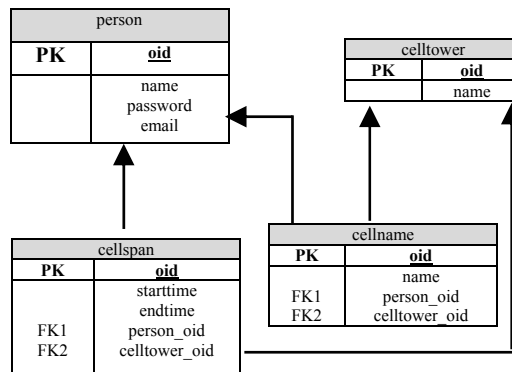 person
PK oid
name
password
email
celltower
PK oid
name
cellspan
PK oid
starttime
endtime
FK1 person_oid
FK2 celltower_oid
cellname
PK oid
name
FK1 person_oid
FK2 celltower_oid